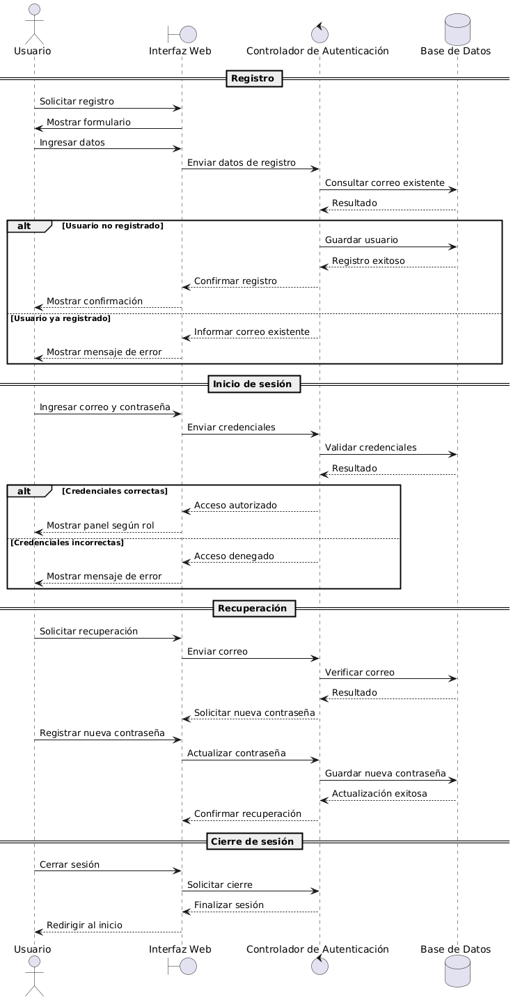 Usuario
Interfaz Web
Controlador de Autenticación
Base de Datos
Registro
Solicitar registro
Mostrar formulario
Ingresar datos
Enviar datos de registro
Consultar correo existente
Resultado
alt [Usuario no registrado]
Guardar usuario
Registro exitoso
Confirmar registro
Mostrar confirmación
[Usuario ya registrado]
Informar correo existente
Mostrar mensaje de error
Inicio de sesión
Ingresar correo y contraseña
Enviar credenciales
Validar credenciales
Resultado
alt [Credenciales correctas]
Acceso autorizado
Mostrar panel según rol
[Credenciales incorrectas]
Acceso denegado
Mostrar mensaje de error
Recuperación
Solicitar recuperación
Enviar correo
Verificar correo
Resultado
Solicitar nueva contraseña
Registrar nueva contraseña
Actualizar contraseña
Guardar nueva contraseña
Actualización exitosa
Confirmar recuperación
Cierre de sesión
Cerrar sesión
Solicitar cierre
Finalizar sesión
Redirigir al inicio
Usuario
Interfaz Web
Controlador de Autenticación
Base de Datos